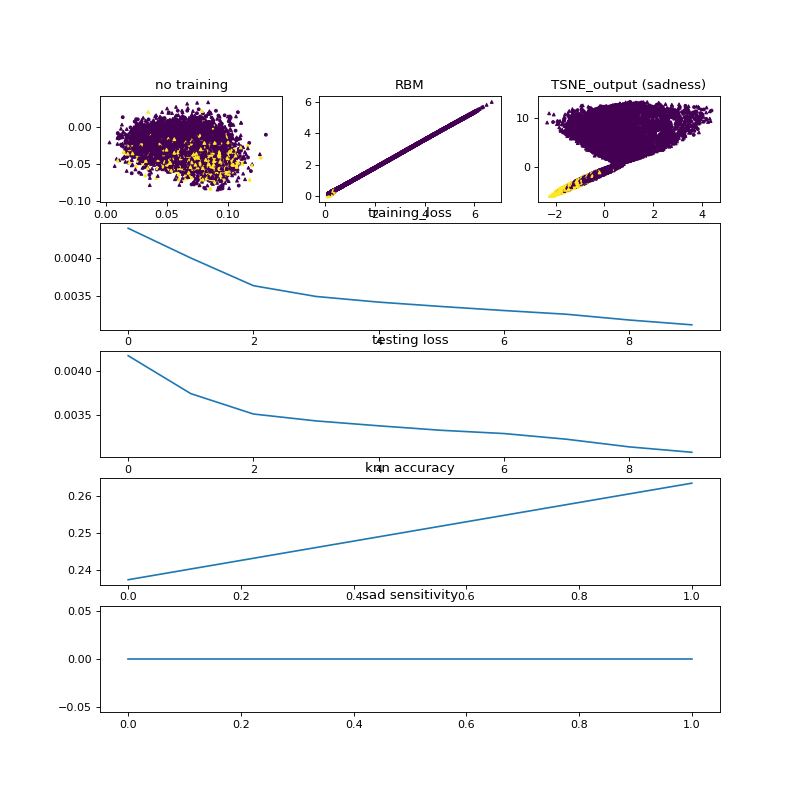 no training
RBM
TSNE_output (sadness)
0.00
−0.05
−0.10
6
4
2
0
10
0
0.00 0.05 0.10
0 2 4 6
−2 0 2 4
training_loss
0.0040
0.0035
0 2 4 6 8
testing loss
0.0040
0.0035
0 2 4 6 8
knn accuracy
0.26
0.25
0.24
0.0 0.2 0.4 0.6 0.8 1.0
sad sensitivity
0.05
0.00
−0.05
0.0 0.2 0.4 0.6 0.8 1.0